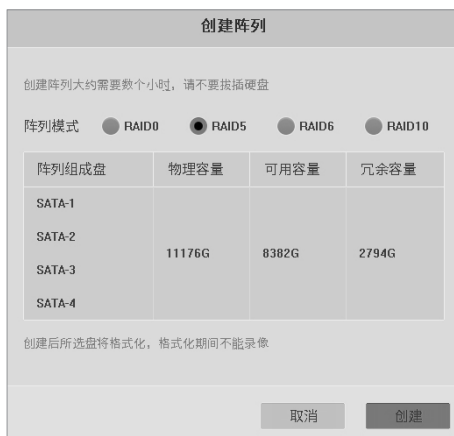 创建阵列
创建阵列大约需要数个小时，请不要拔插硬盘
阵列模式 RAID0 RAID5 RAID6 RAID10
阵列组成盘 物理容量 可用容量 冗余容量
SATA-1
SATA-2
11176G 8382G 2794G
SATA-3
SATA-4
创建后所选盘将格式化，格式化期间不能录像
取消 创建